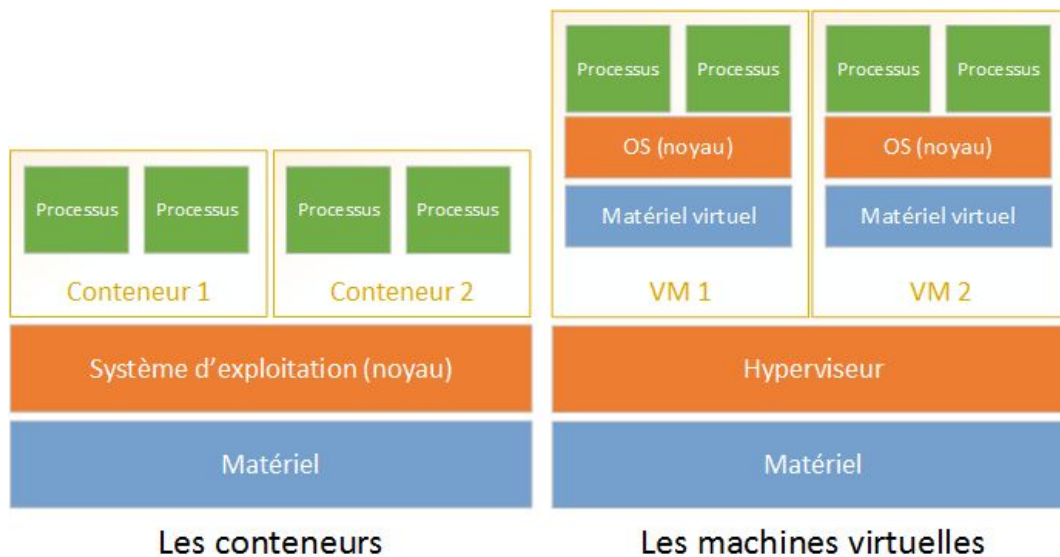 Processus
Processus
Processus
Processus
Conteneur 1
Conteneur 2
Système d’exploitation (noyau)
Matériel
Les conteneurs
Processus
Processus
Processus
Processus
OS (noyau)
OS (noyau)
Matériel virtuel
Matériel virtuel
VM 1
VM 2
Hyperviseur
Matériel
Les machines virtuelles